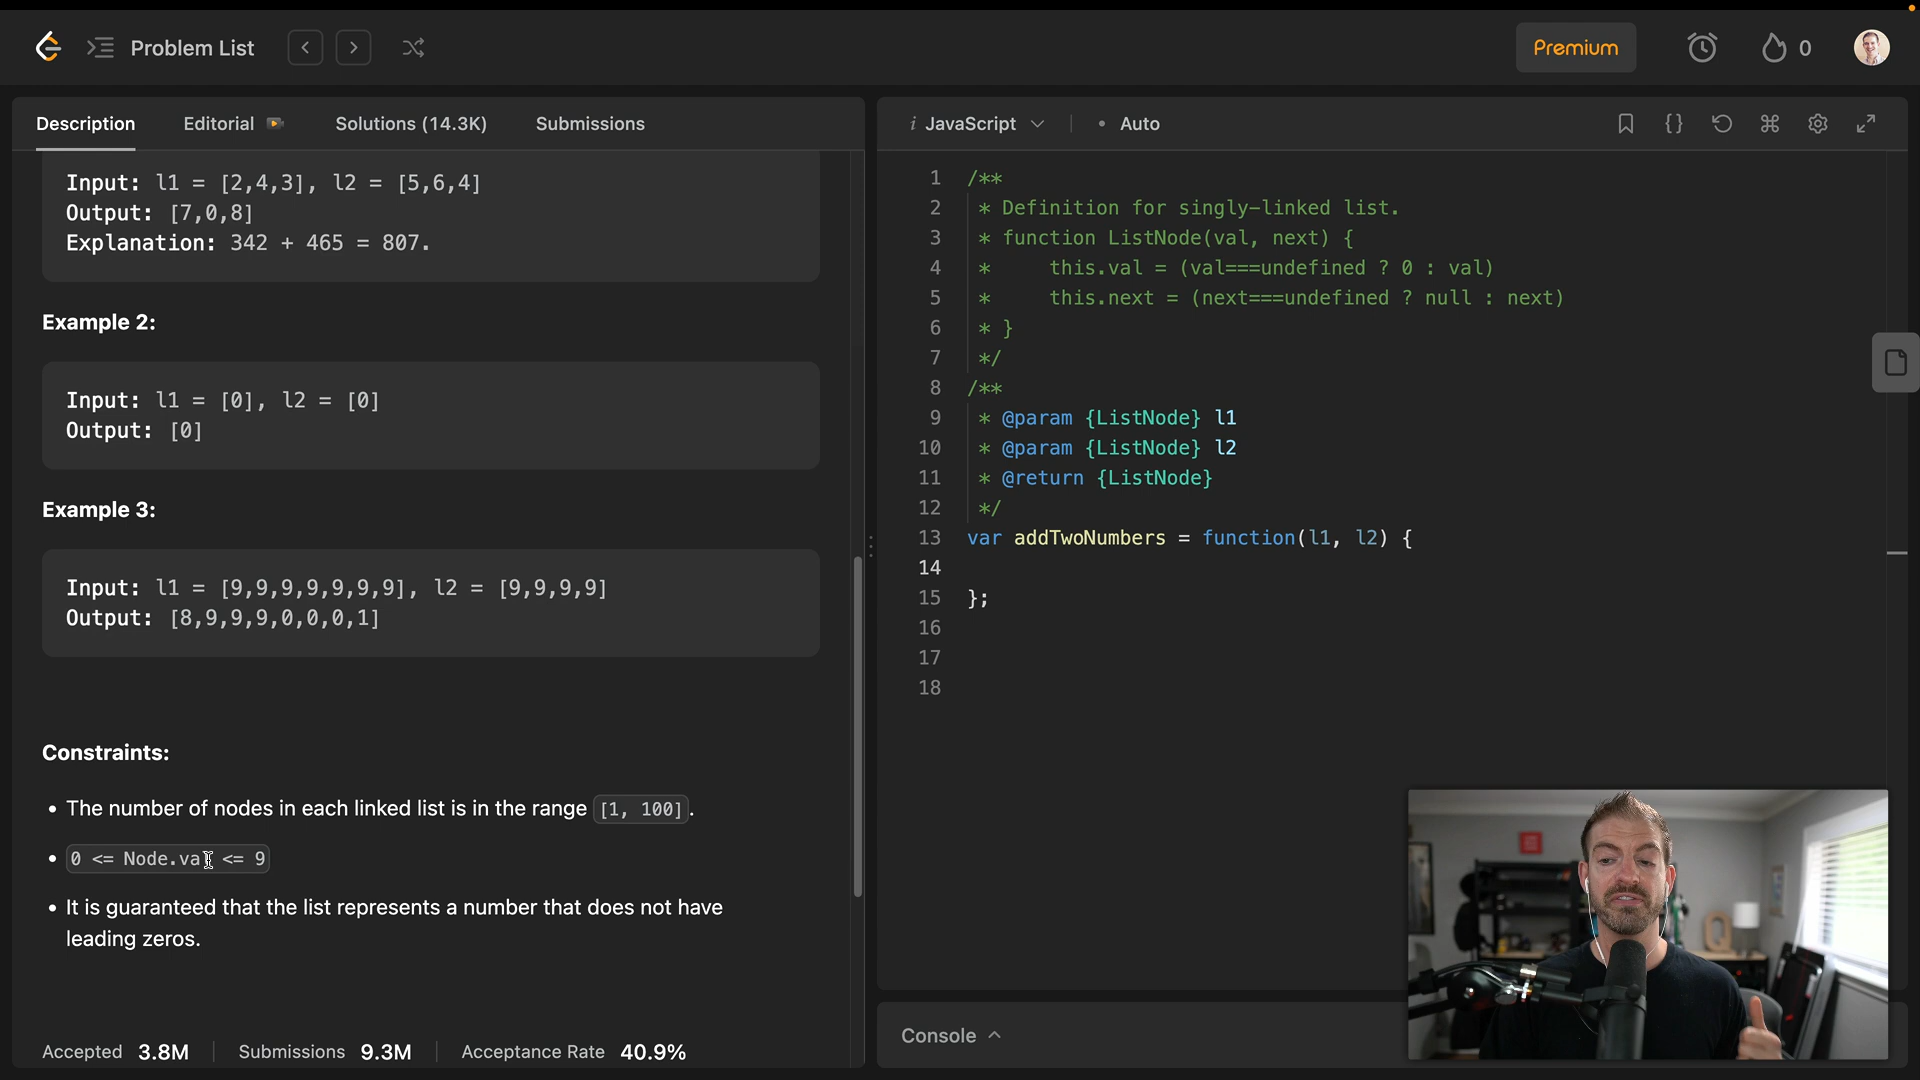 Problem List
Premium
0
Description
Editorial
Solutions (14.3K)
Submissions
Input: l1 = [2,4,3], l2 = [5,6,4]
Output: [7,0,8]
Explanation: 342 + 465 = 807.
Example 2:
Input: l1 = [0], l2 = [0]
Output: [0]
Example 3:
Input: l1 = [9,9,9,9,9,9,9], l2 = [9,9,9,9]
Output: [8,9,9,9,0,0,0,1]
Constraints:
• The number of nodes in each linked list is in the range [1, 100].
• 0 <= Node.val <= 9
• It is guaranteed that the list represents a number that does not have
leading zeros.
Accepted 3.8M
Submissions 9.3M
Acceptance Rate 40.9%
i JavaScript
• Auto
1 /**
2 * Definition for singly-linked list.
3 * function ListNode(val, next) {
4 *     this.val = (val===undefined ? 0 : val)
5 *     this.next = (next===undefined ? null : next)
6 * }
7 */
8 /**
9 * @param {ListNode} l1
10 * @param {ListNode} l2
11 * @return {ListNode}
12 */
13 var addTwoNumbers = function(l1, l2) {
14
15 };
16
17
18
Console